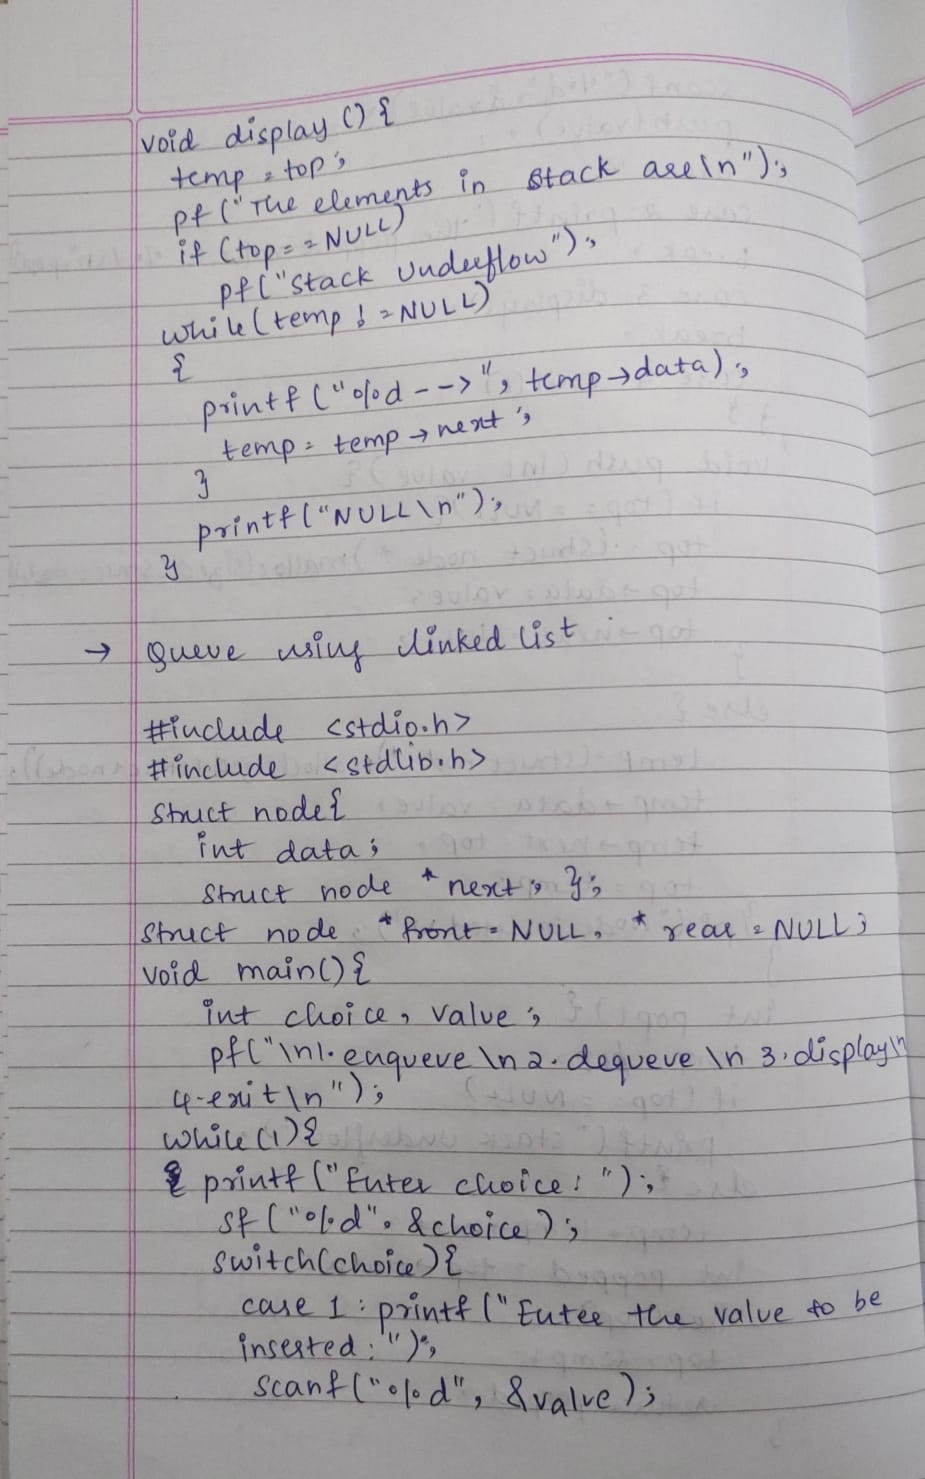 void display () {
temp = top;
pf ("The elements in stack are\n");
if (top == NULL)
pf ("stack underflow");
while (temp != NULL)
{
printf ("%d -->", temp→data);
temp = temp → next;
}
printf ("NULL\n");
}
→ Queue using linked list
#include <stdio.h>
#include <stdlib.h>
struct node {
int data;
struct node *next; };
struct node *front = NULL, *rear = NULL;
void main() {
int choice, value;
pf("\n1. enqueue \n 2. dequeue \n 3. display \n
4-exit \n");
while (1) {
printf ("Enter choice: ");
sf ("%d", &choice);
switch(choice) {
case 1: printf ("Enter the value to be
inserted: ");
scanf ("%d", &value);